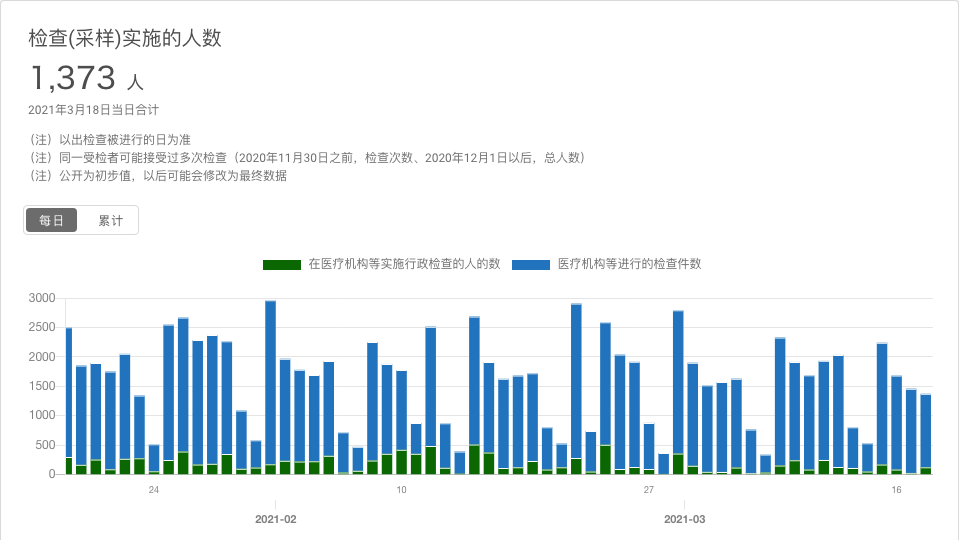 检查(采样)实施的人数
1,373 人
2021年3月18日当日合计
（注）以出检查被进行的日为准
（注）同一受检者可能接受过多次检查（2020年11月30日之前，检查次数、2020年12月1日以后，总人数）
（注）公开为初步值，以后可能会修改为最终数据
每日 累计
在医疗机构等实施行政检查的人的数 医疗机构等进行的检查件数
3000
2500
2000
1500
1000
500
0
24 10 27 16
2021-02 2021-03